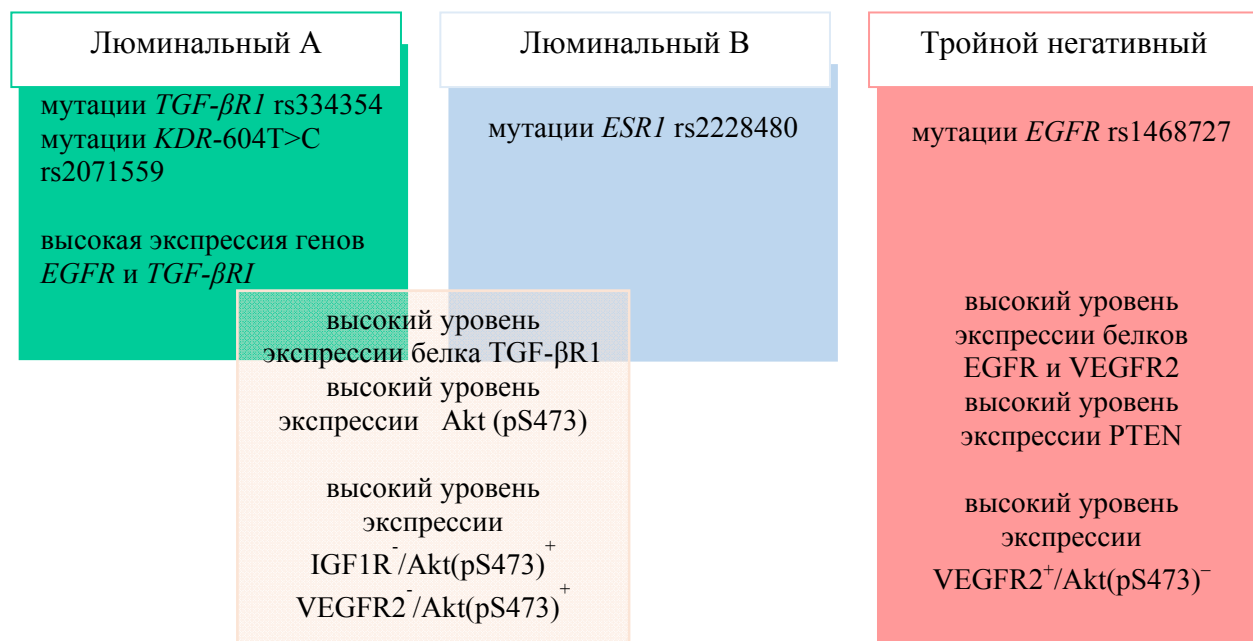 Люминальный А
мутации TGF-βR1 rs334354
мутации KDR-604T>C
rs2071559
высокая экспрессия генов
EGFR и TGF-βRI
Люминальный В
мутации ESR1 rs2228480
высокий уровень
экспрессии белка TGF-βR1
высокий уровень
экспрессии Akt (pS473)
высокий уровень
экспрессии
IGF1R⁻/Akt(pS473)⁺
VEGFR2⁻/Akt(pS473)⁺
Тройной негативный
мутации EGFR rs1468727
высокий уровень
экспрессии белков
EGFR и VEGFR2
высокий уровень
экспрессии PTEN
высокий уровень
экспрессии
VEGFR2⁺/Akt(pS473)⁻